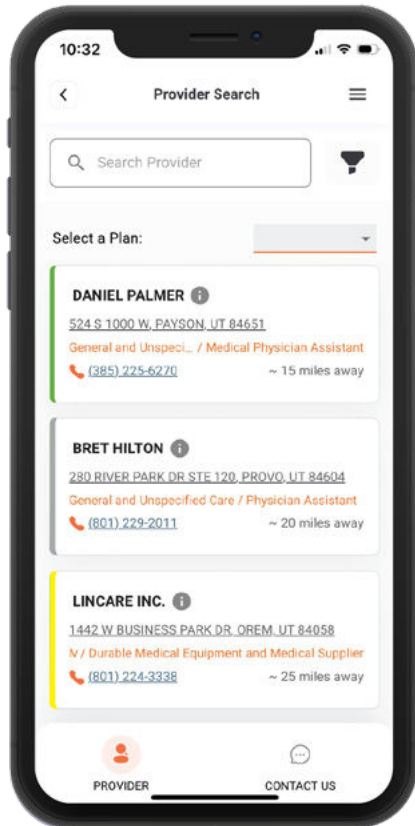 10:32
Provider Search
Search Provider
Select a Plan:
DANIEL PALMER
524 S 1000 W, PAYSON, UT 84651
General and Unspeci... / Medical Physician Assistant
(385) 225-6270 ~ 15 miles away
BRET HILTON
280 RIVER PARK DR STE 120, PROVO, UT 84604
General and Unspecified Care / Physician Assistant
(801) 229-2011 ~ 20 miles away
LINCARE INC.
1442 W BUSINESS PARK DR, OREM, UT 84058
/ Durable Medical Equipment and Medical Supplier
(801) 224-3338 ~ 25 miles away
PROVIDER CONTACT US